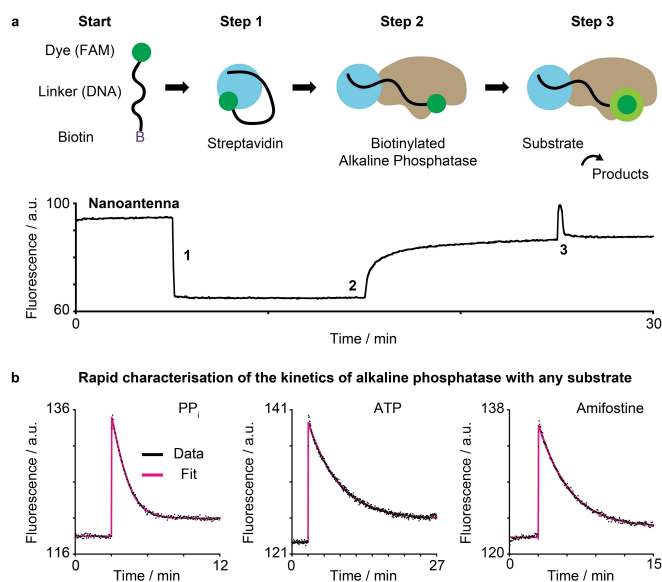 a
Start
Step 1
Step 2
Step 3
Dye (FAM)
Linker (DNA)
Biotin
B
Streptavidin
Biotinylated
Alkaline Phosphatase
Substrate
Products
Fluorescence / a.u.
100
60
Nanoantenna
1
2
3
0
30
Time / min
b
Rapid characterisation of the kinetics of alkaline phosphatase with any substrate
Fluorescence / a.u.
136
116
PPi
Data
Fit
0
12
Time / min
Fluorescence / a.u.
141
121
ATP
0
27
Time / min
Fluorescence / a.u.
138
120
Amifostine
0
15
Time / min